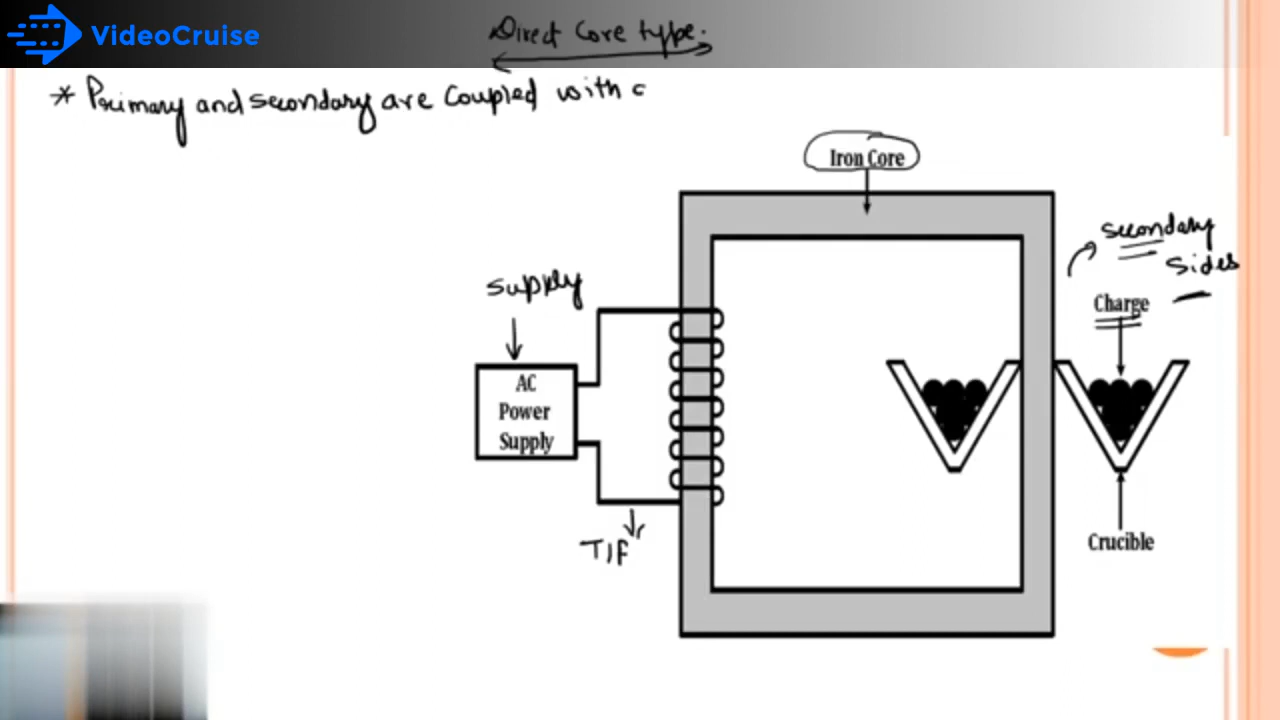 VideoCruise
Direct Core type.
* Primary and secondary are coupled with
Iron Core
secondary
sides
Charge
supply
AC
Power
Supply
T/F
Crucible